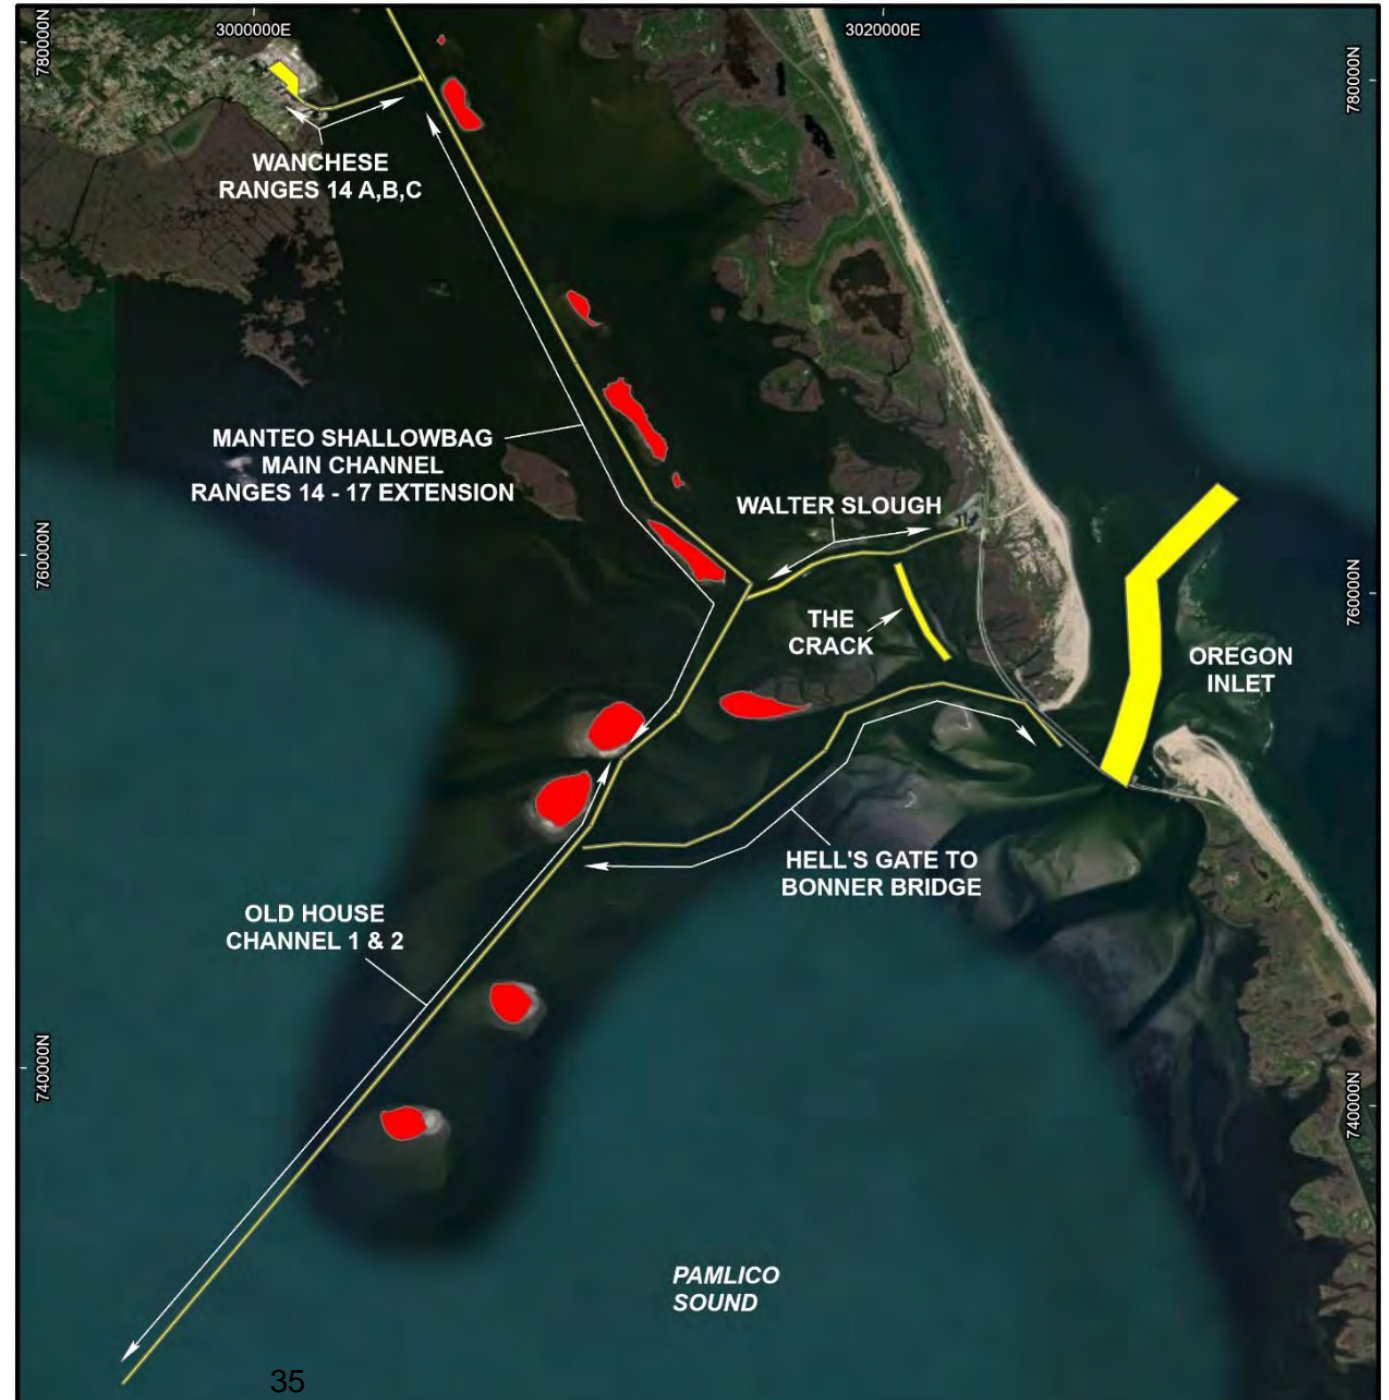 3000000E
3020000E
780000N
780000N
WANCHESE
RANGES 14 A,B,C
MANTEO SHALLOWBAG
MAIN CHANNEL
RANGES 14 - 17 EXTENSION
WALTER SLOUGH
760000N
760000N
THE
CRACK
OREGON
INLET
HELL'S GATE TO
BONNER BRIDGE
OLD HOUSE
CHANNEL 1 & 2
740000N
740000N
PAMLICO
SOUND
35